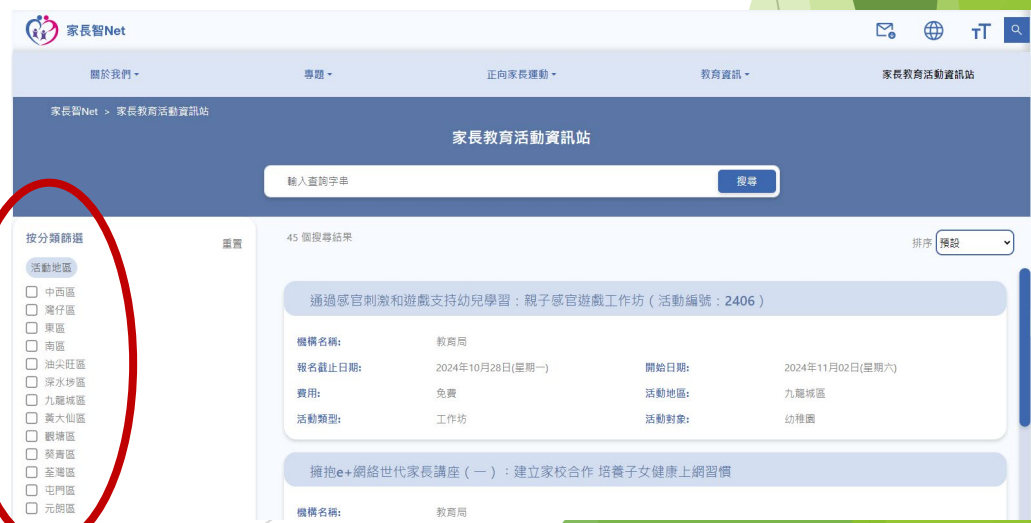 家長智Net
TT
關於我們
專題
正向家長運動
教育資訊
家長教育活動資訊站
家長智Net > 家長教育活動資訊站
家長教育活動資訊站
輸入查詢字串
搜尋
按分類篩選
重置
活動地區
中西區
灣仔區
東區
南區
油尖旺區
深水埗區
九龍城區
黃大仙區
觀塘區
葵青區
荃灣區
屯門區
元朗區
45 個搜尋結果
排序 預設
通過感官刺激和遊戲支持幼兒學習：親子感官遊戲工作坊（活動編號：2406）
機構名稱: 教育局
報名截止日期: 2024年10月28日(星期一) 開始日期: 2024年11月02日(星期六)
費用: 免費 活動地區: 九龍城區
活動類型: 工作坊 活動對象: 幼稚園
擁抱e+網絡世代家長講座（一）：建立家校合作 培養子女健康上網習慣
機構名稱: 教育局